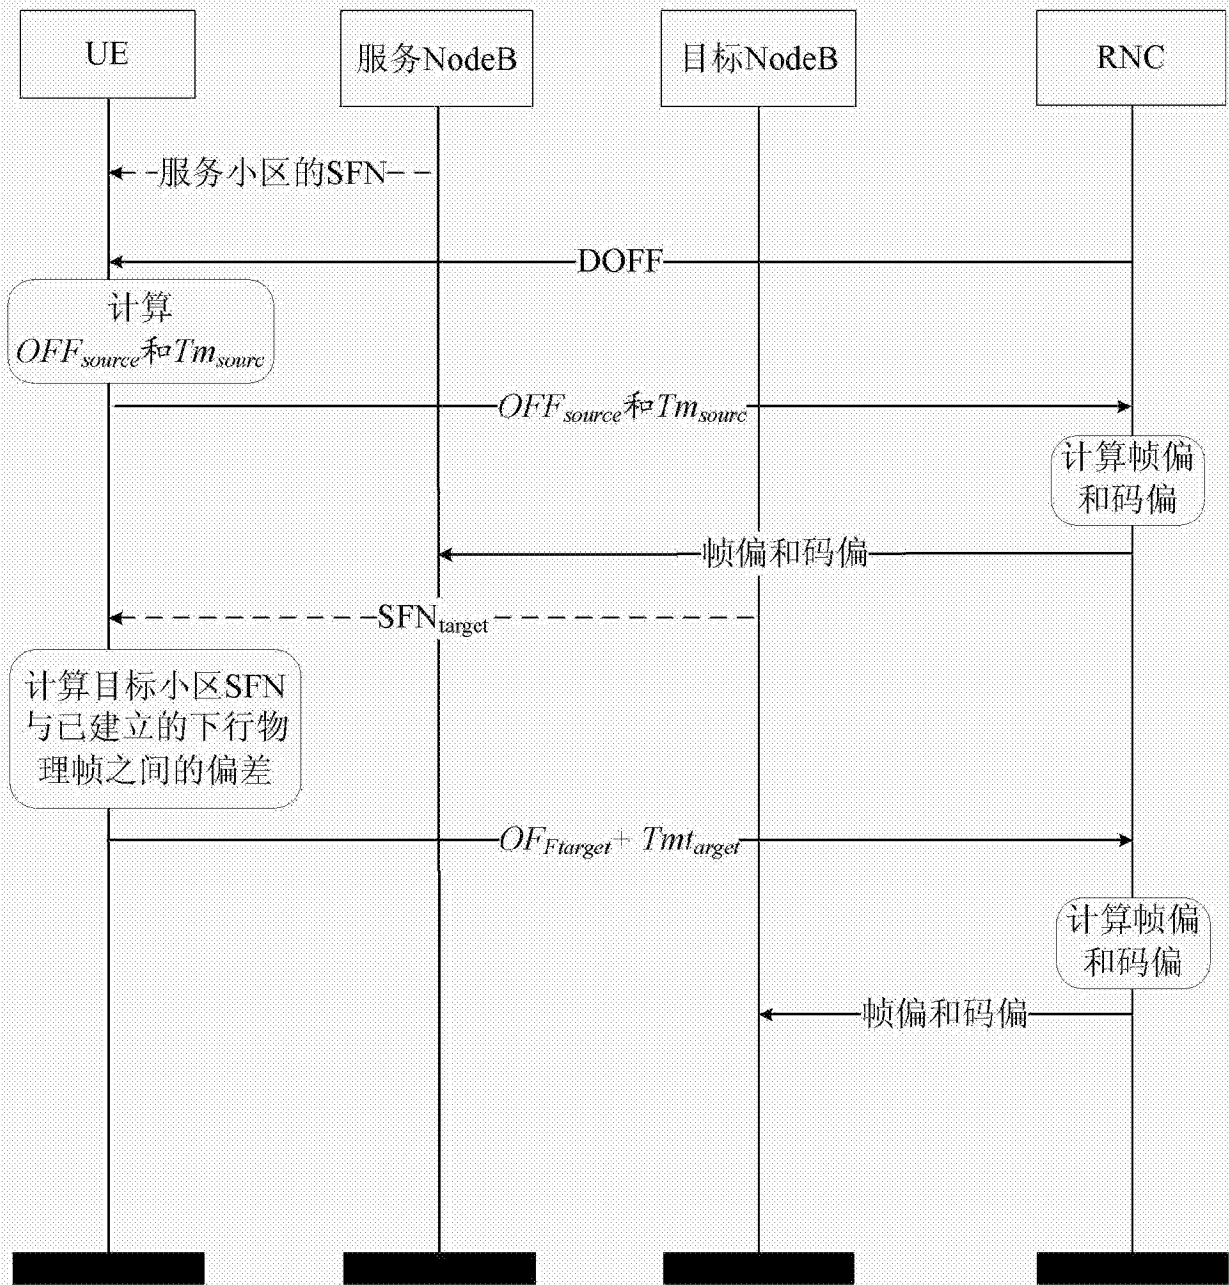 UE
服务NodeB
目标NodeB
RNC
服务小区的SFN
DOFF
计算
OFFsource和Tmsourc
OFFsource和Tmsourc
计算帧偏
和码偏
帧偏和码偏
SFNtarget
计算目标小区SFN
与已建立的下行物
理帧之间的偏差
OFFtarget+ Tmtarget
计算帧偏
和码偏
帧偏和码偏